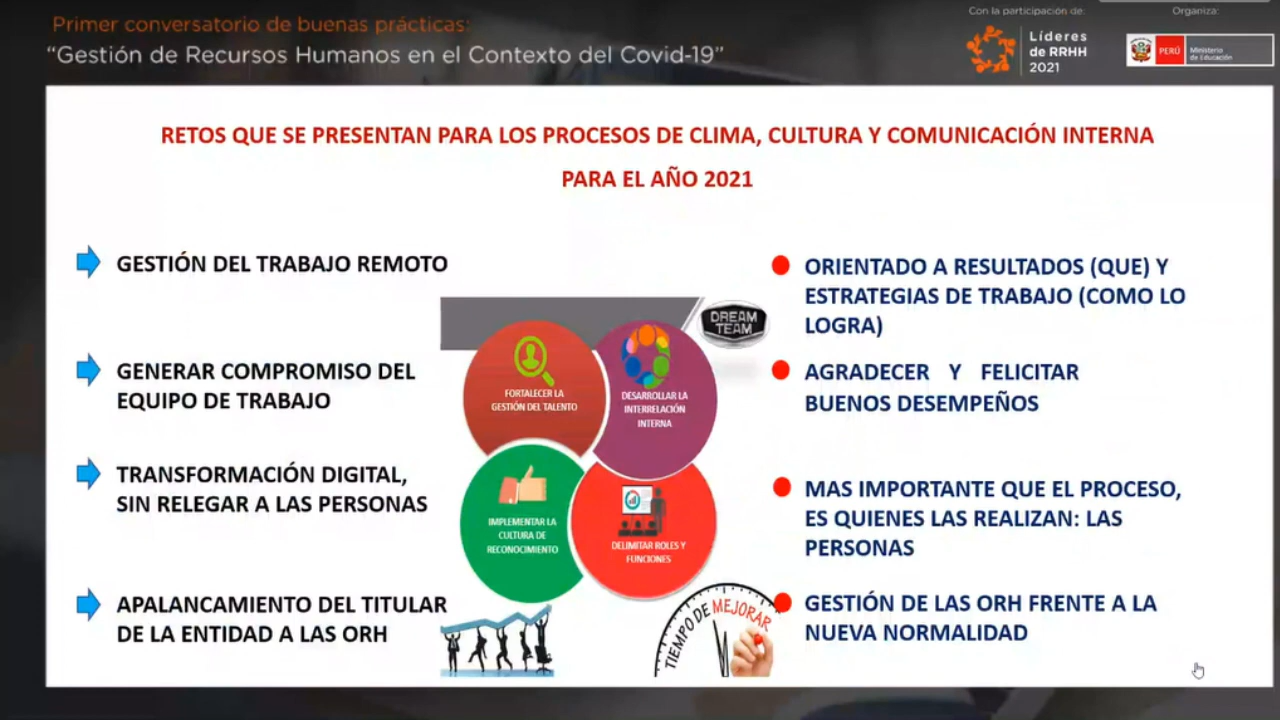 Primer conversatorio de buenas prácticas:
“Gestión de Recursos Humanos en el Contexto del Covid-19”
Con la participación de:
Líderes
de RRHH
2021
Organiza:
PERÚ
Ministerio
de Educación
RETOS QUE SE PRESENTAN PARA LOS PROCESOS DE CLIMA, CULTURA Y COMUNICACIÓN INTERNA
PARA EL AÑO 2021
GESTIÓN DEL TRABAJO REMOTO
GENERAR COMPROMISO DEL
EQUIPO DE TRABAJO
TRANSFORMACIÓN DIGITAL,
SIN RELEGAR A LAS PERSONAS
APALANCAMIENTO DEL TITULAR
DE LA ENTIDAD A LAS ORH
DREAM
TEAM
FORTALECER LA
GESTIÓN DEL TALENTO
DESARROLLAR LA
INTERRELACIÓN
INTERNA
IMPLEMENTAR LA
CULTURA DE
RECONOCIMIENTO
DELIMITAR ROLES Y
FUNCIONES
TIEMPO DE MEJORAR
ORIENTADO A RESULTADOS (QUE) Y
ESTRATEGIAS DE TRABAJO (COMO LO
LOGRA)
AGRADECER Y FELICITAR
BUENOS DESEMPEÑOS
MAS IMPORTANTE QUE EL PROCESO,
ES QUIENES LAS REALIZAN: LAS
PERSONAS
GESTIÓN DE LAS ORH FRENTE A LA
NUEVA NORMALIDAD